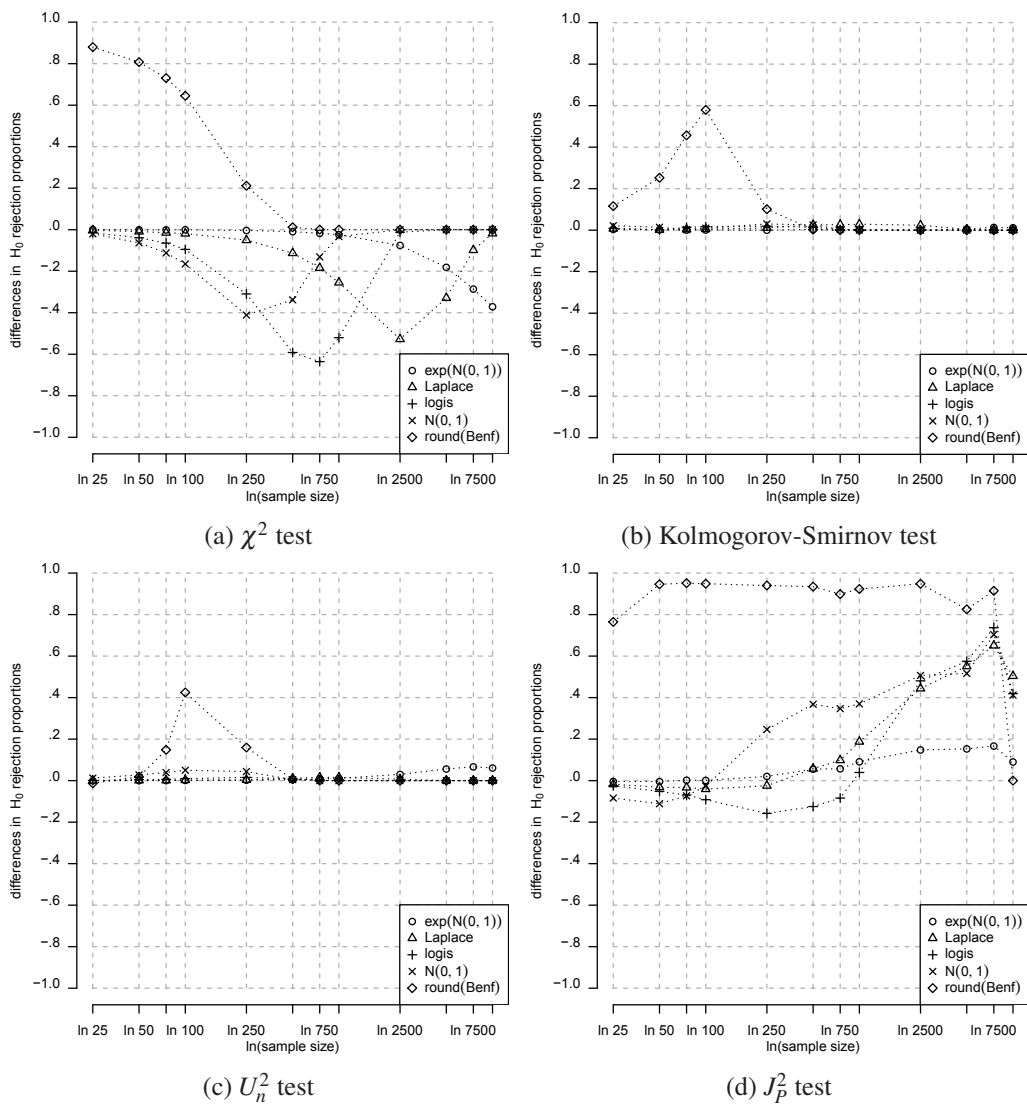 1.0
.8
.6
.4
.2
.0
−.2
−.4
−.6
−.8
−1.0
differences in H₀ rejection proportions
exp(N(0, 1))
Laplace
logis
N(0, 1)
round(Benf)
ln 25
ln 50
ln 100
ln 250
ln 750
ln 2500
ln 7500
ln(sample size)
(a) χ² test
1.0
.8
.6
.4
.2
.0
−.2
−.4
−.6
−.8
−1.0
differences in H₀ rejection proportions
exp(N(0, 1))
Laplace
logis
N(0, 1)
round(Benf)
ln 25
ln 50
ln 100
ln 250
ln 750
ln 2500
ln 7500
ln(sample size)
(b) Kolmogorov-Smirnov test
1.0
.8
.6
.4
.2
.0
−.2
−.4
−.6
−.8
−1.0
differences in H₀ rejection proportions
exp(N(0, 1))
Laplace
logis
N(0, 1)
round(Benf)
ln 25
ln 50
ln 100
ln 250
ln 750
ln 2500
ln 7500
ln(sample size)
(c) Uₙ² test
1.0
.8
.6
.4
.2
.0
−.2
−.4
−.6
−.8
−1.0
differences in H₀ rejection proportions
exp(N(0, 1))
Laplace
logis
N(0, 1)
round(Benf)
ln 25
ln 50
ln 100
ln 250
ln 750
ln 2500
ln 7500
ln(sample size)
(d) J_P² test